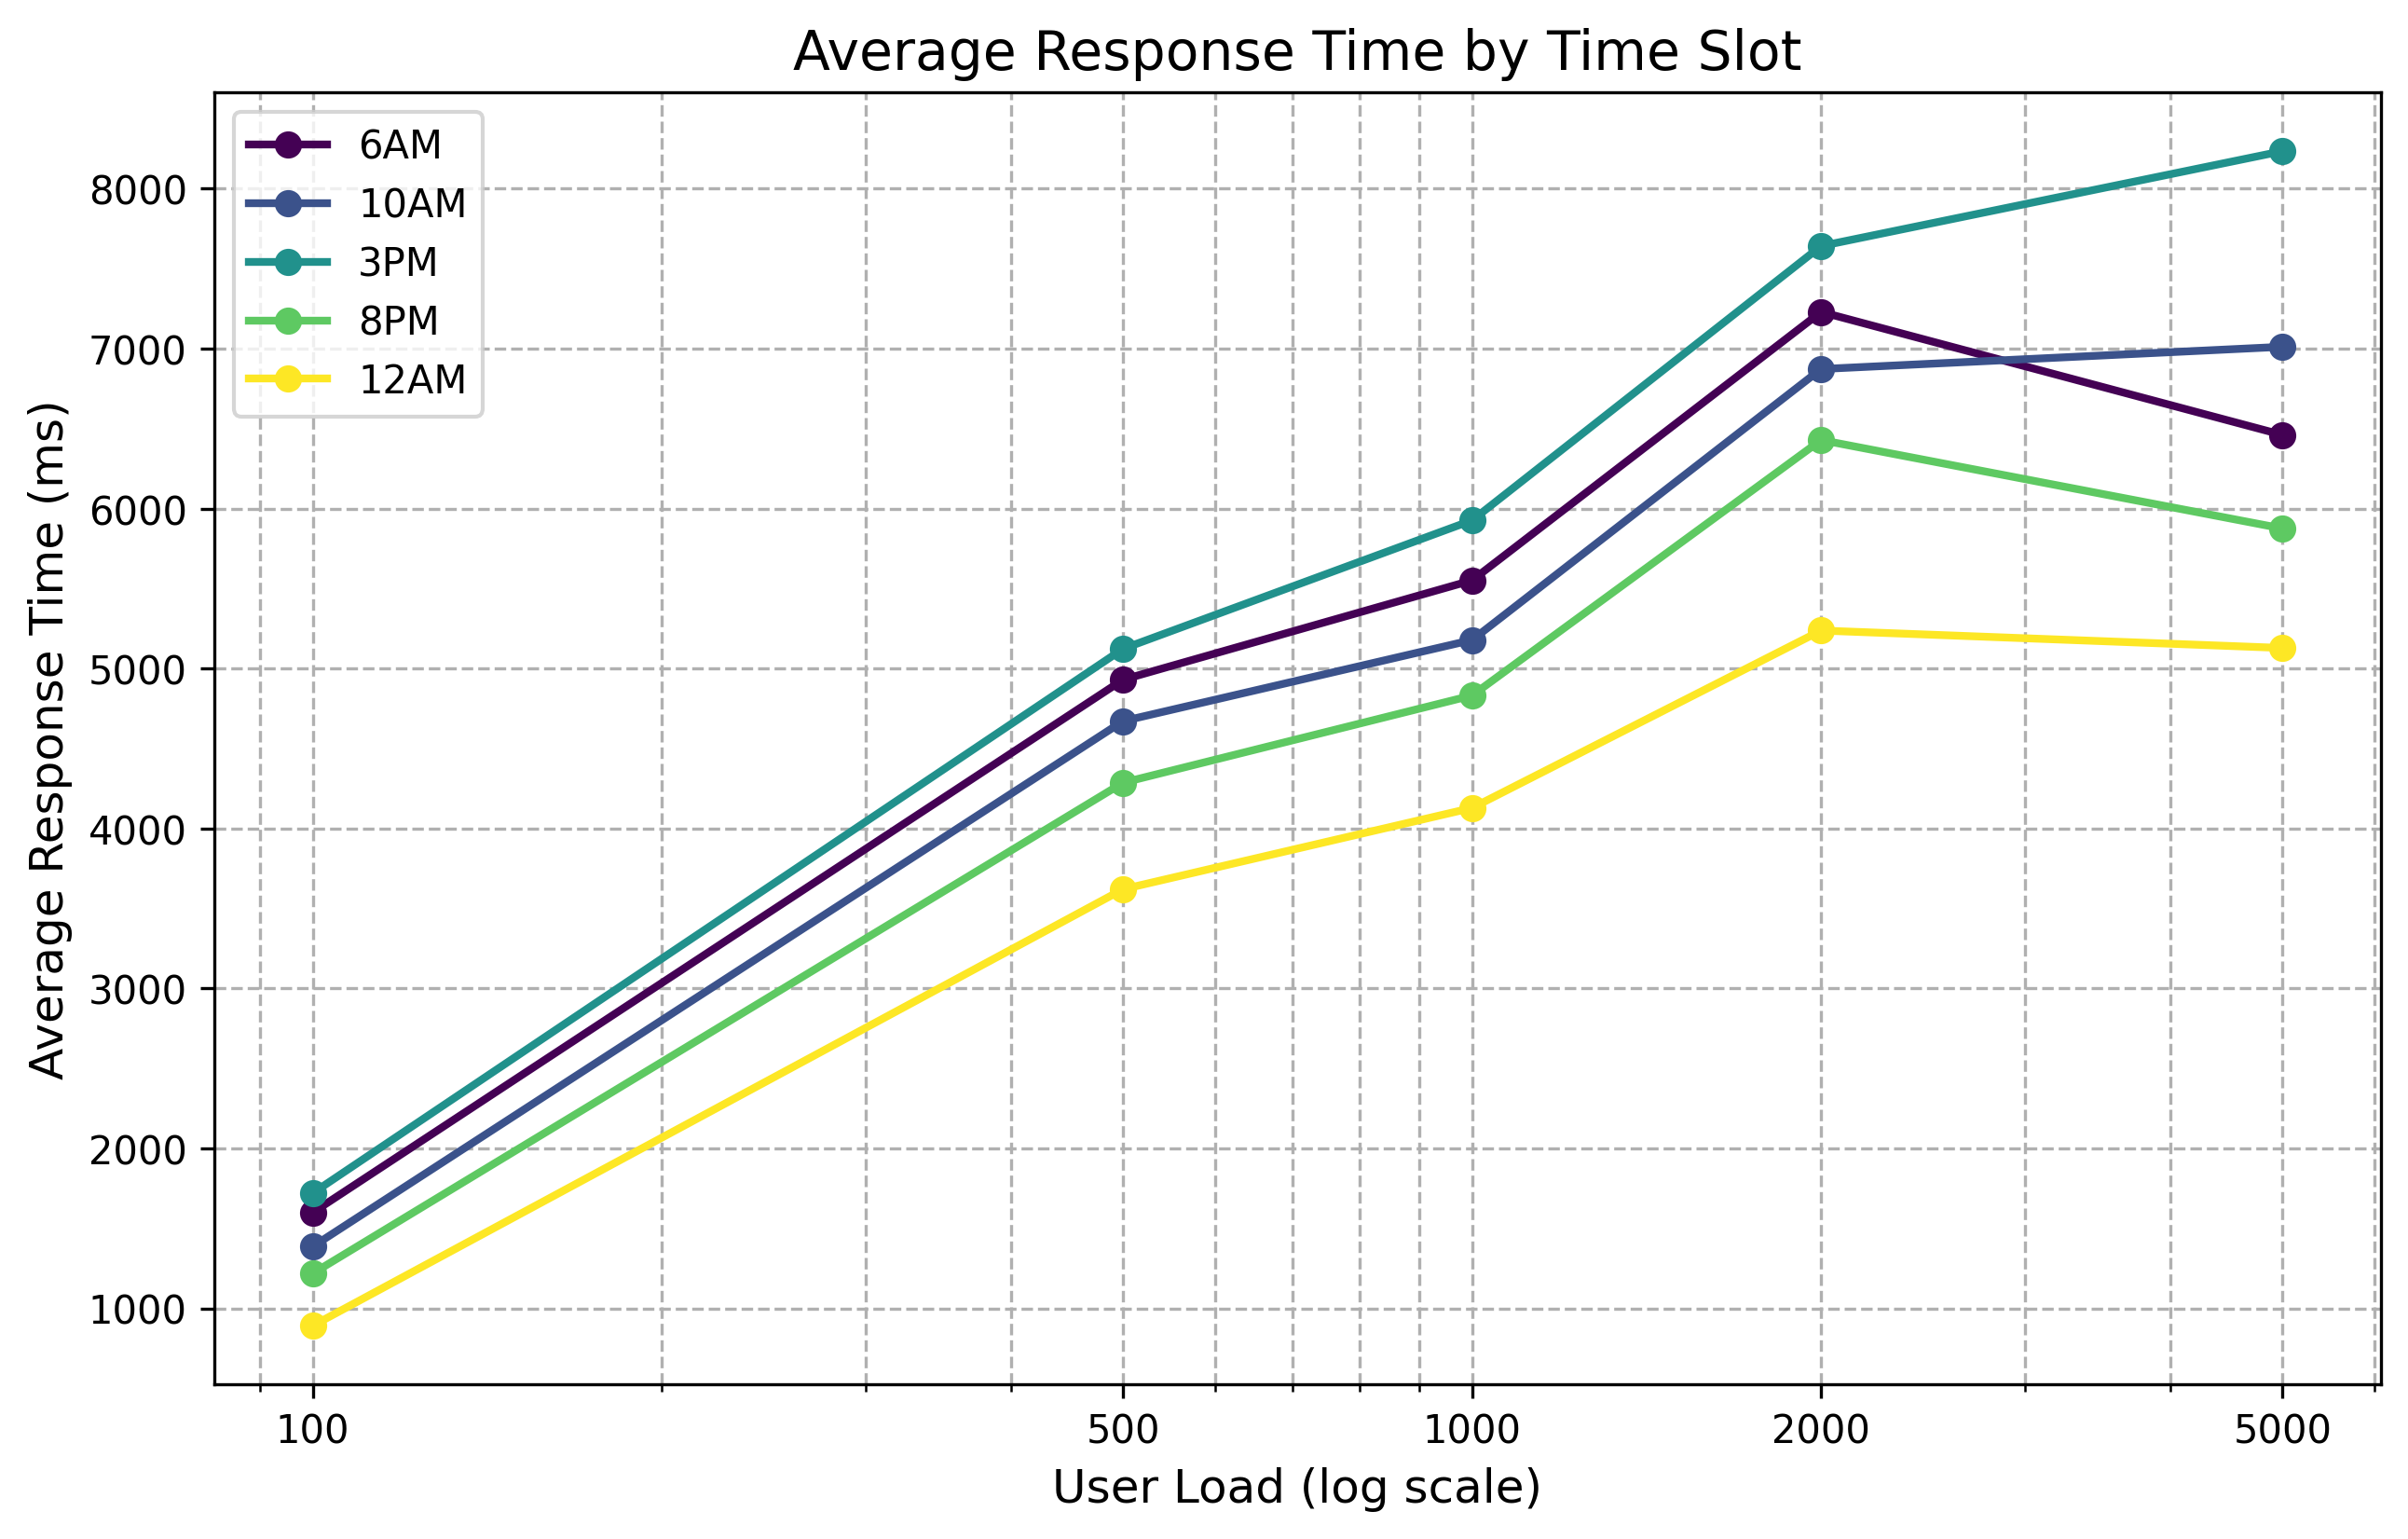 Average Response Time by Time Slot
6AM
10AM
3PM
8PM
12AM
Average Response Time (ms)
8000
7000
6000
5000
4000
3000
2000
1000
100 500 1000 2000 5000
User Load (log scale)